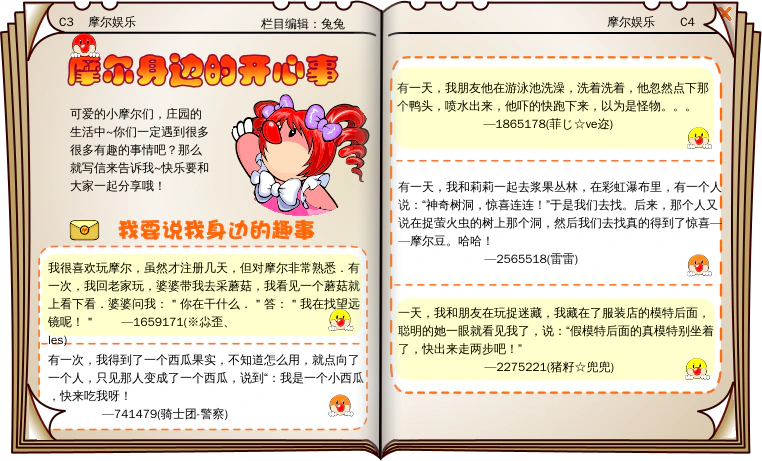 C3 摩尔娱乐 栏目编辑：兔兔
摩尔身边的开心事
可爱的小摩尔们，庄园的
生活中~你们一定遇到很多
很多有趣的事情吧？那么
就写信来告诉我~快乐要和
大家一起分享哦！
我要说我身边的趣事
我很喜欢玩摩尔，虽然才注册几天，但对摩尔非常熟悉．有
一次，我回老家玩，婆婆带我去采蘑菇，我看见一个蘑菇就
上看下看．婆婆问我：＂你在干什么．＂答：＂我在找望远
镜呢！＂ —1659171(※尛歪、
les)
有一次，我得到了一个西瓜果实，不知道怎么用，就点向了
一个人，只见那人变成了一个西瓜，说到“：我是一个小西瓜
，快来吃我呀！
—741479(骑士团-警察)
摩尔娱乐 C4
有一天，我朋友他在游泳池洗澡，洗着洗着，他忽然点下那
个鸭头，喷水出来，他吓的快跑下来，以为是怪物。。。
—1865178(菲じ☆ve迩)
有一天，我和莉莉一起去浆果丛林，在彩虹瀑布里，有一个人
说：“神奇树洞，惊喜连连！”于是我们去找。后来，那个人又
说在捉萤火虫的树上那个洞，然后我们去找真的得到了惊喜—
—摩尔豆。哈哈！
—2565518(雷雷)
一天，我和朋友在玩捉迷藏，我藏在了服装店的模特后面，
聪明的她一眼就看见我了，说：“假模特后面的真模特别坐着
了，快出来走两步吧！”
—2275221(猪籽☆兜兜)